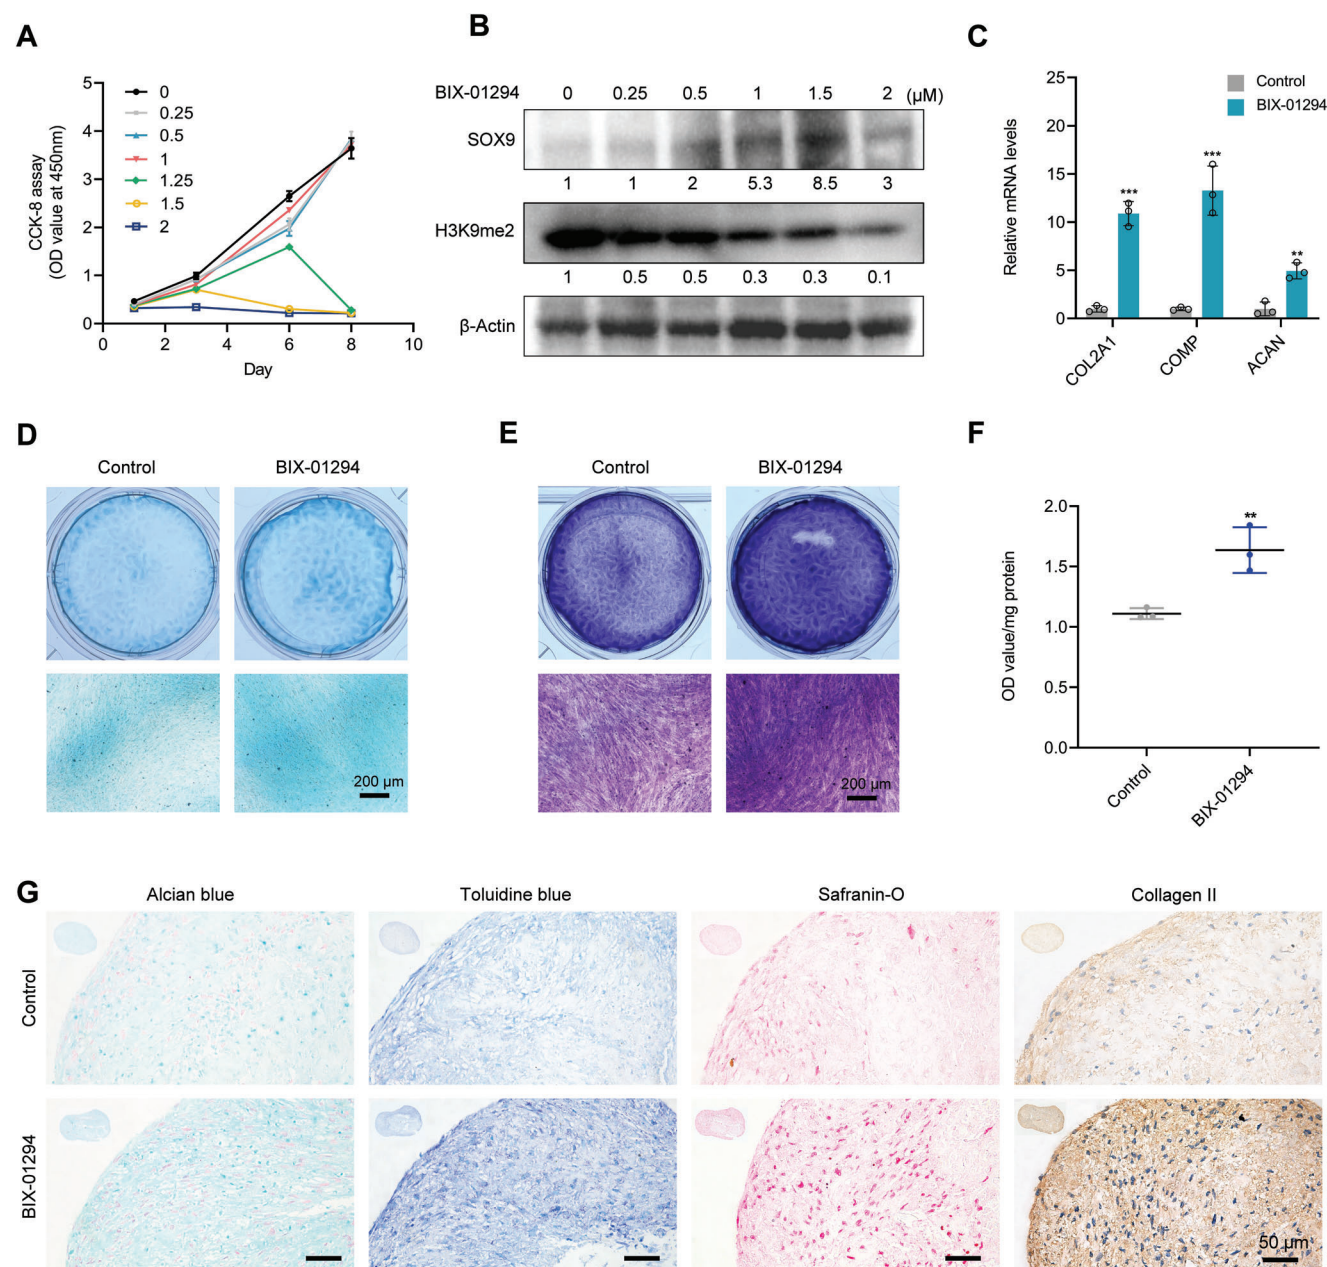 A
CCK-8 assay
(OD value at 450nm)
5
4
3
2
1
0
0
0.25
0.5
1
1.25
1.5
2
0 2 4 6 8 10
Day
B
BIX-01294 0 0.25 0.5 1 1.5 2 (µM)
SOX9
1 1 2 5.3 8.5 3
H3K9me2
1 0.5 0.5 0.3 0.3 0.1
β-Actin
C
Relative mRNA levels
25
20
15
10
5
0
Control
BIX-01294
***
***
**
COL2A1
COMP
ACAN
D
Control BIX-01294
200 µm
E
Control BIX-01294
200 µm
F
OD value/mg protein
2.0
1.5
1.0
0.5
0.0
**
Control
BIX-01294
G
Alcian blue Toluidine blue Safranin-O Collagen II
Control
BIX-01294
50 µm